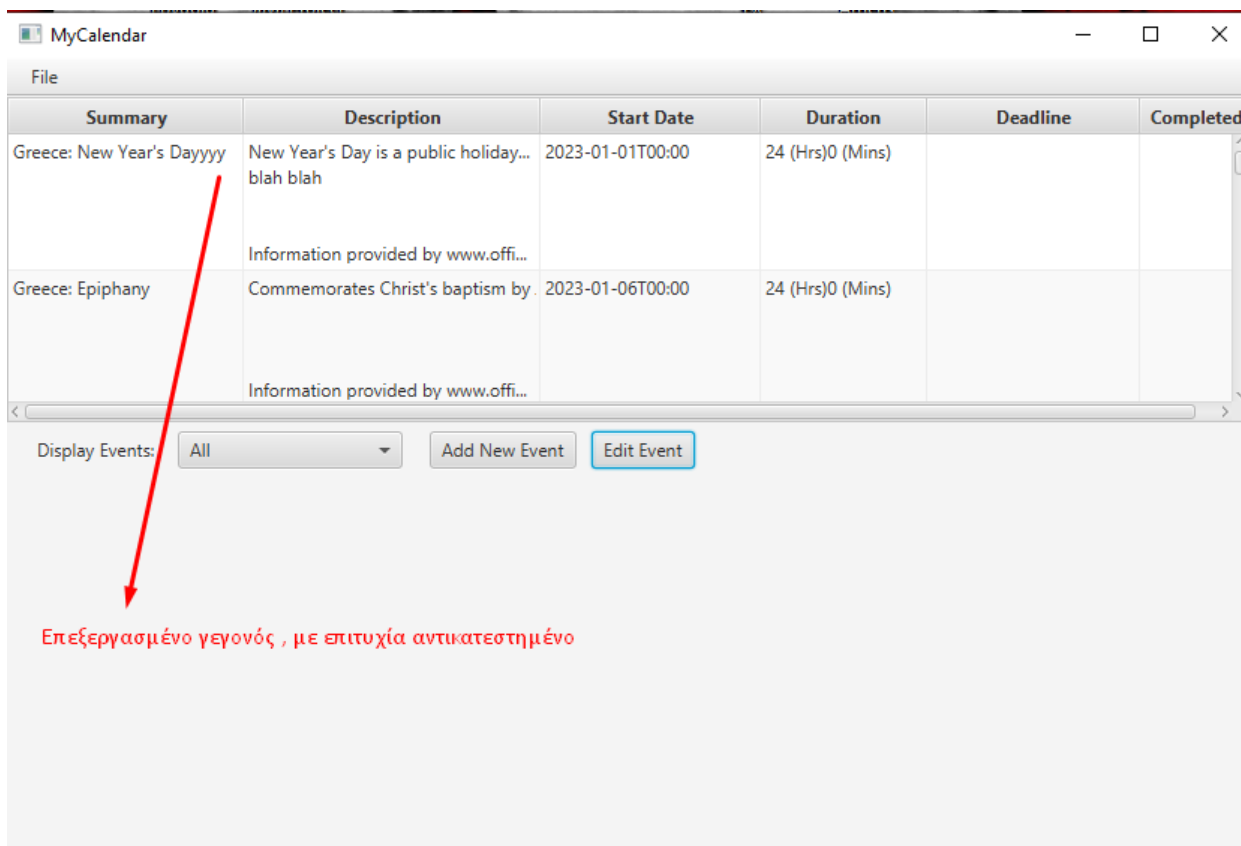 MyCalendar
File
Summary Description Start Date Duration Deadline Completed
Greece: New Year's Dayyyy New Year's Day is a public holiday... 2023-01-01T00:00 24 (Hrs)0 (Mins)
blah blah
Information provided by www.offi...
Greece: Epiphany Commemorates Christ's baptism by . 2023-01-06T00:00 24 (Hrs)0 (Mins)
Information provided by www.offi...
Display Events: All Add New Event Edit Event
Επεξεργασμένο γεγονός , με επιτυχία αντικατεστημένο